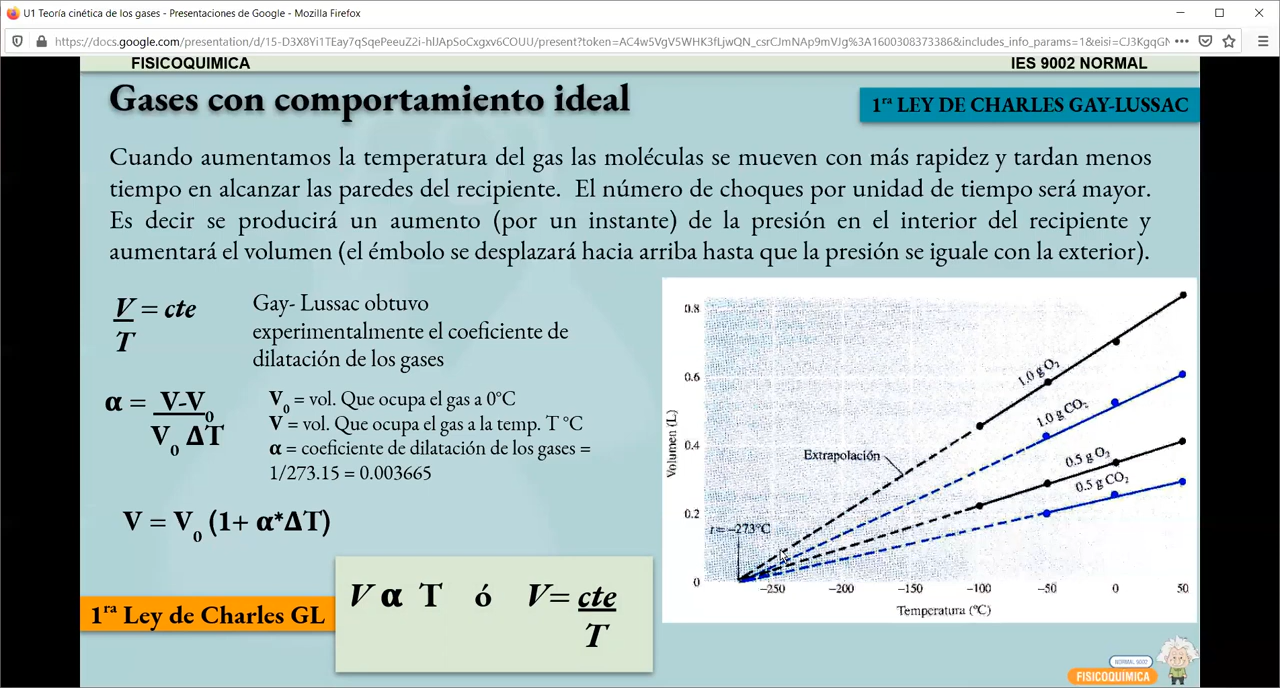 U1 Teoría cinética de los gases - Presentaciones de Google - Mozilla Firefox
https://docs.google.com/presentation/d/15-D3X8Yi1TEay7qSqePeeuZ2i-hlJApSoCxgxv6COUU/present?token=AC4w5VgV5WHK3fLjwQN_csrCJmNAp9mVJg%3A1600308373386&includes_info_params=1&eisi=CJ3KgqGN
FISICOQUIMICA
IES 9002 NORMAL
Gases con comportamiento ideal
1ra LEY DE CHARLES GAY-LUSSAC
Cuando aumentamos la temperatura del gas las moléculas se mueven con más rapidez y tardan menos
tiempo en alcanzar las paredes del recipiente. El número de choques por unidad de tiempo será mayor.
Es decir se producirá un aumento (por un instante) de la presión en el interior del recipiente y
aumentará el volumen (el émbolo se desplazará hacia arriba hasta que la presión se iguale con la exterior).
V = cte
T
Gay- Lussac obtuvo
experimentalmente el coeficiente de
dilatación de los gases
α = V-V0
V0 ΔT
V0 = vol. Que ocupa el gas a 0°C
V = vol. Que ocupa el gas a la temp. T °C
α = coeficiente de dilatación de los gases =
1/273.15 = 0.003665
V = V0 (1+ α*ΔT)
1ra Ley de Charles GL
V α T ó V= cte
T
0.8
0.6
0.4
0.2
0
Volumen (L)
1.0 g O2
1.0 g CO2
0.5 g O2
0.5 g CO2
Extrapolación
t = -273°C
-250 -200 -150 -100 -50 0 50
Temperatura (°C)
NORMAL 9002
FISICOQUÍMICA